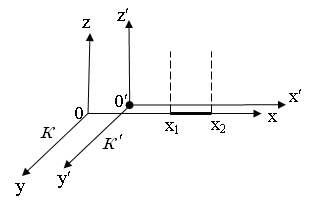 z
z′
0
0′
x′
x
x₁
x₂
K
K′
y
y′